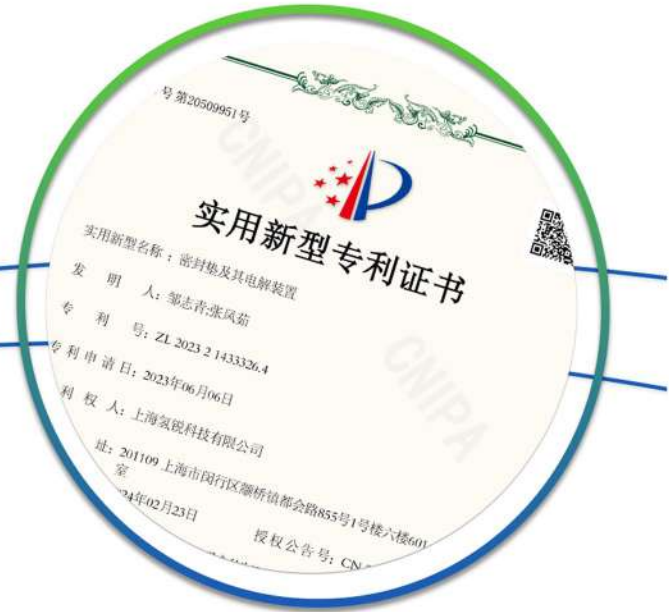 号第20509951号
CNIPA
实用新型专利证书
实用新型名称：密封垫及其电解装置
发 明 人：邹志青;张风茹
专 利 号：ZL 2023 2 1433326.4
专利申请日：2023年06月06日
利 权 人：上海氢锐科技有限公司
CNIPA
址：201109 上海市闵行区颛桥镇都会路855号1号楼六楼601
室
24年02月23日
授权公告号：CN